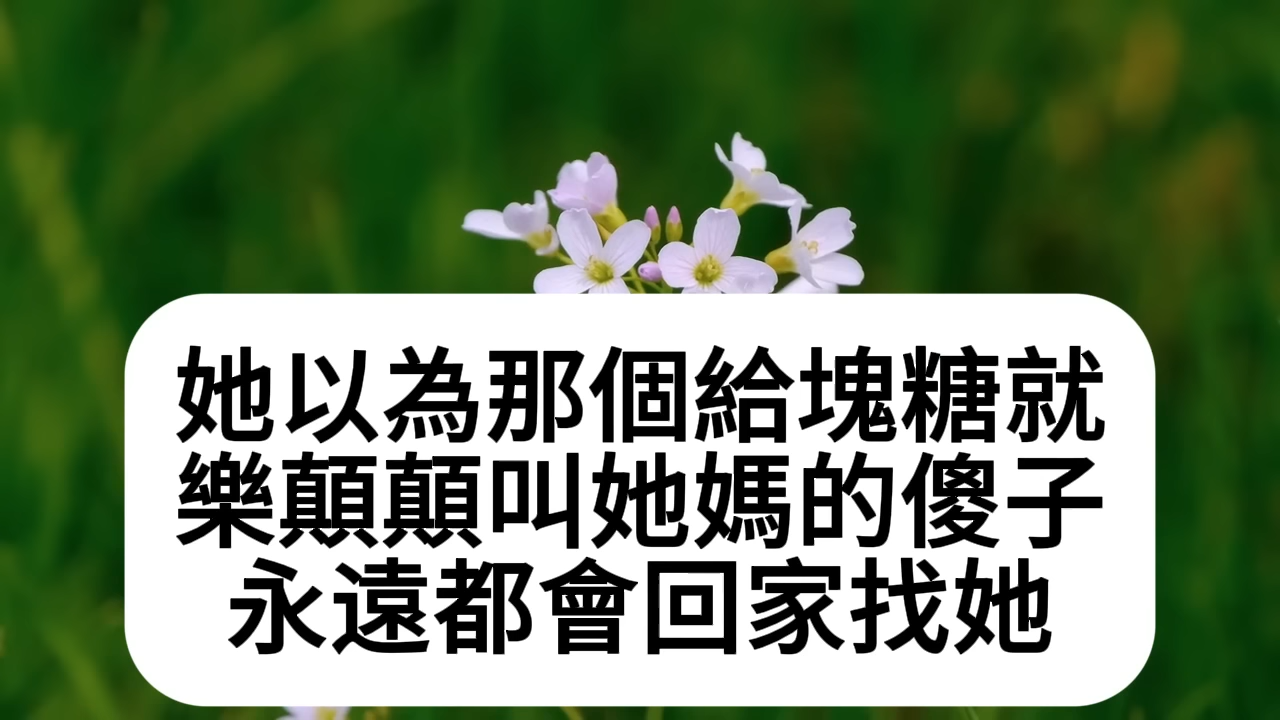 她以為那個給塊糖就
樂顛顛叫她媽的傻子
永遠都會回家找她